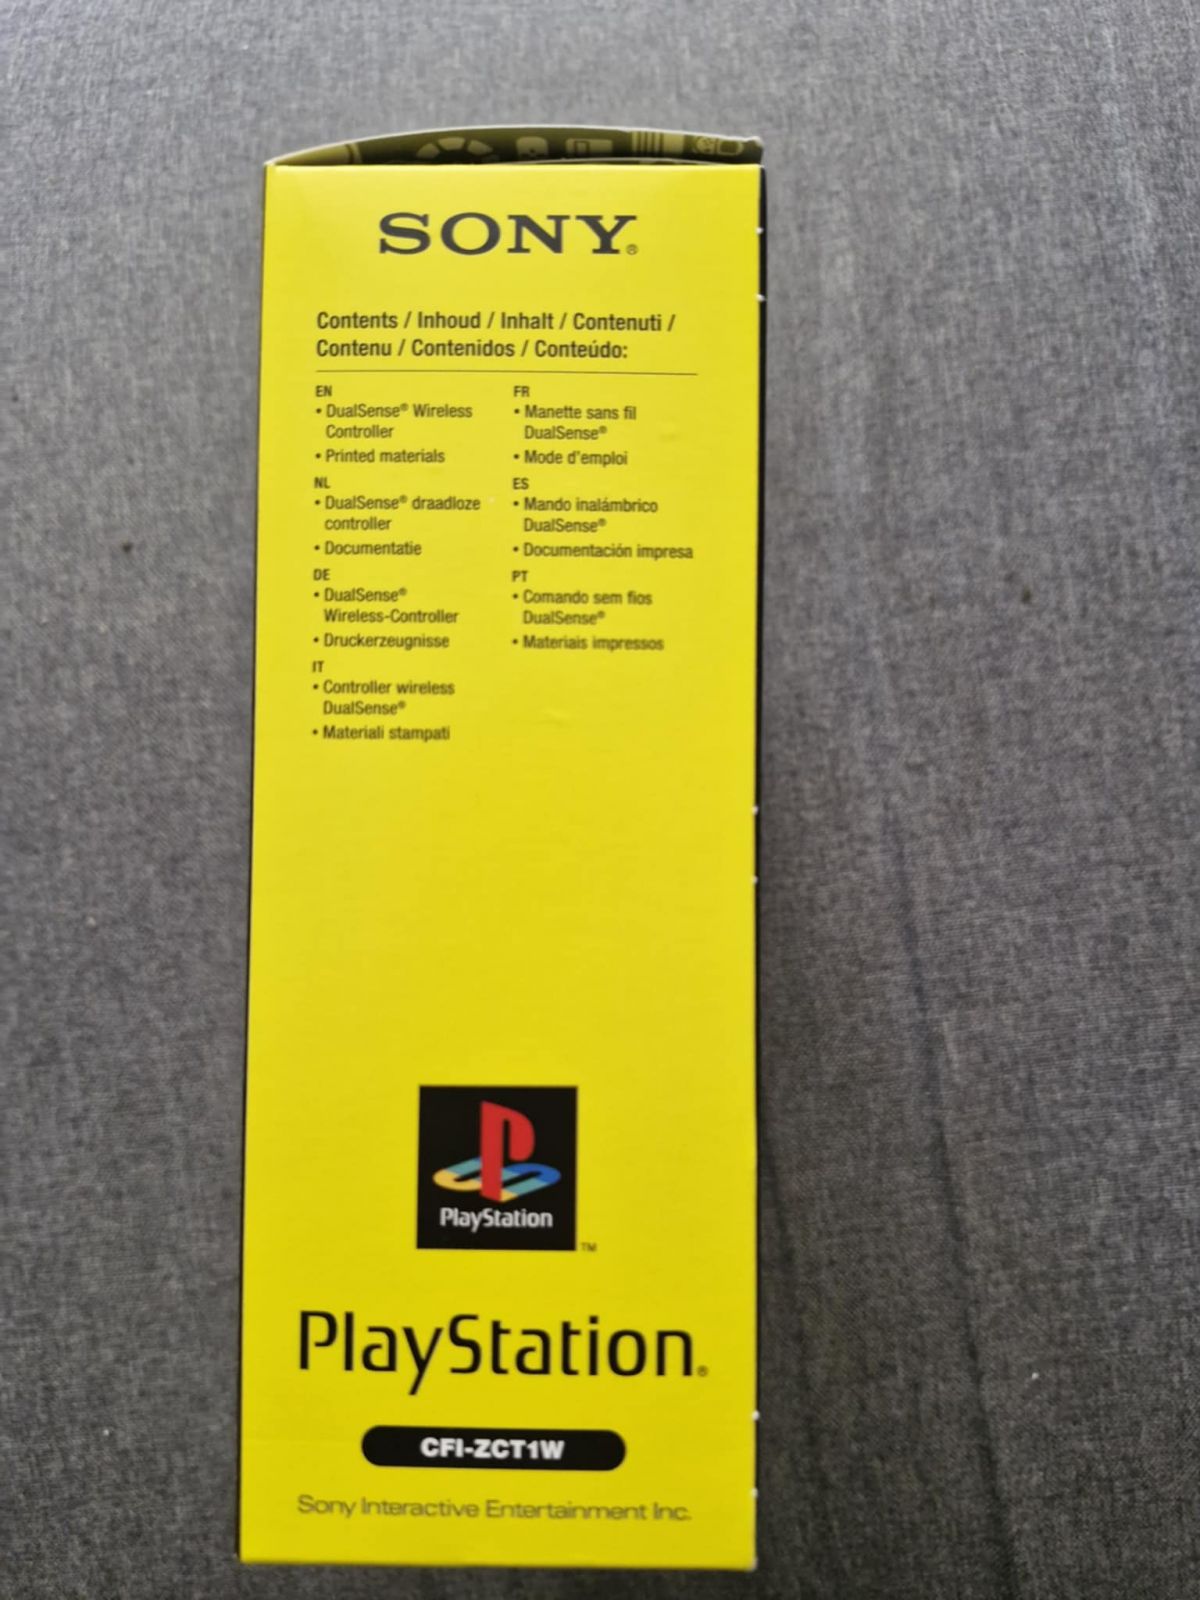 SONY®
Contents / Inhoud / Inhalt / Contenuti /
Contenu / Contenidos / Conteúdo:
EN
• DualSense® Wireless
Controller
• Printed materials
NL
• DualSense® draadloze
controller
• Documentatie
DE
• DualSense®
Wireless-Controller
• Druckerzeugnisse
IT
• Controller wireless
DualSense®
• Materiali stampati
FR
• Manette sans fil
DualSense®
• Mode d'emploi
ES
• Mando inalámbrico
DualSense®
• Documentación impresa
PT
• Comando sem fios
DualSense®
• Materiais impressos
PlayStation
TM
PlayStation®
CFI-ZCT1W
Sony Interactive Entertainment Inc.